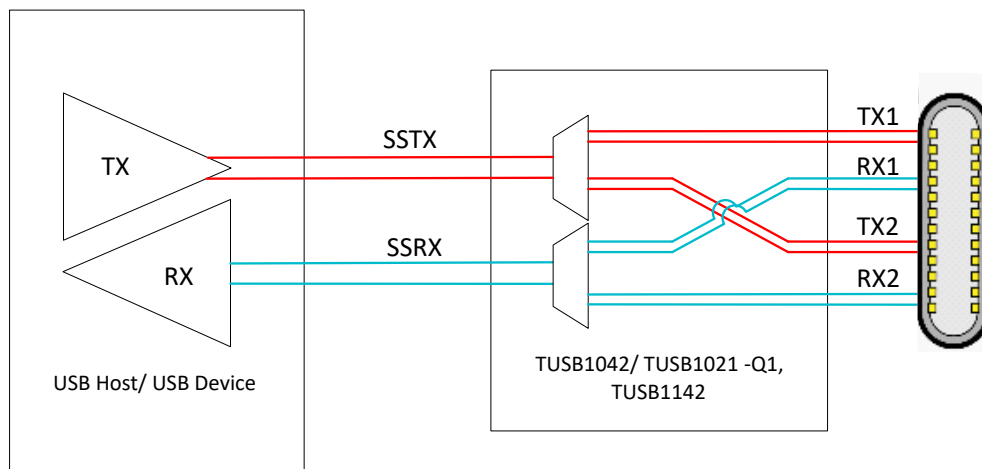 TX
SSTX
TX1
RX1
TX2
RX2
RX
SSRX
USB Host/ USB Device
TUSB1042/ TUSB1021 -Q1,
TUSB1142